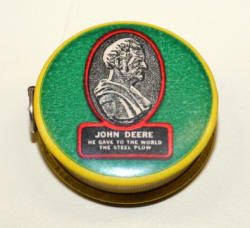 JOHN DEERE
HE GAVE TO THE WORLD
THE STEEL PLOW